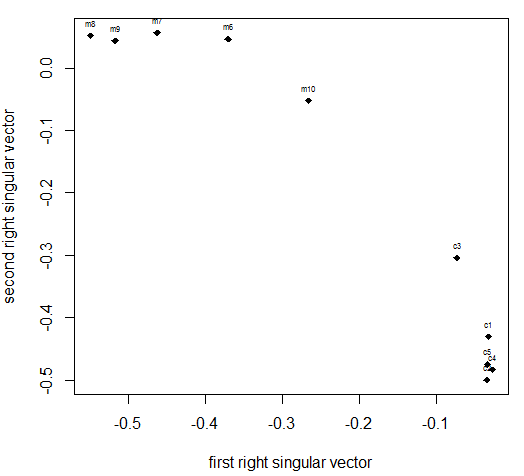 m8
m9
m7
m6
m10
c3
c1
c5
c4
0.0
-0.1
-0.2
-0.3
-0.4
-0.5
second right singular vector
-0.5
-0.4
-0.3
-0.2
-0.1
first right singular vector